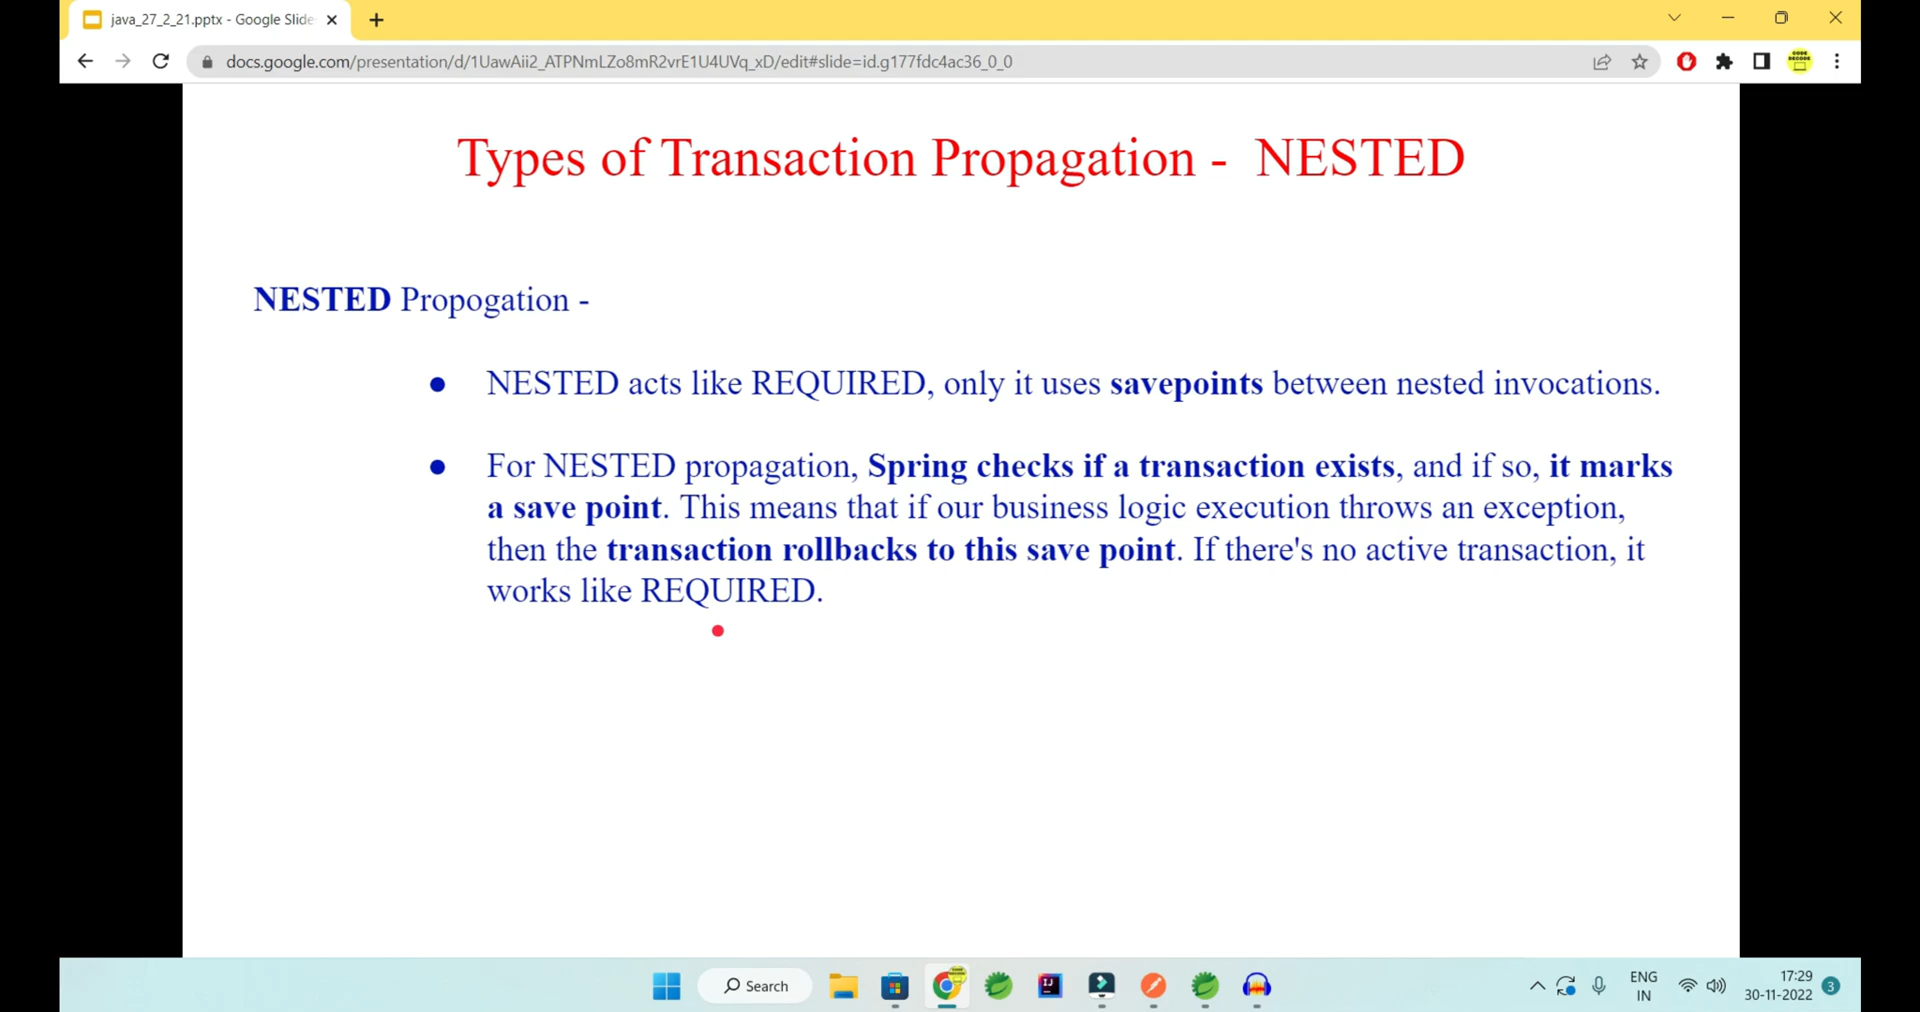 java_27_2_21.pptx - Google Slide
docs.google.com/presentation/d/1UawAii2_ATPNmLZo8mR2vrE1U4UVq_xD/edit#slide=id.g177fdc4ac36_0_0
CODE
DECODE
Types of Transaction Propagation - NESTED
NESTED Propogation -
● NESTED acts like REQUIRED, only it uses savepoints between nested invocations.
● For NESTED propagation, Spring checks if a transaction exists, and if so, it marks
a save point. This means that if our business logic execution throws an exception,
then the transaction rollbacks to this save point. If there's no active transaction, it
works like REQUIRED.
Search
IJ
ENG
IN
17:29
30-11-2022
3